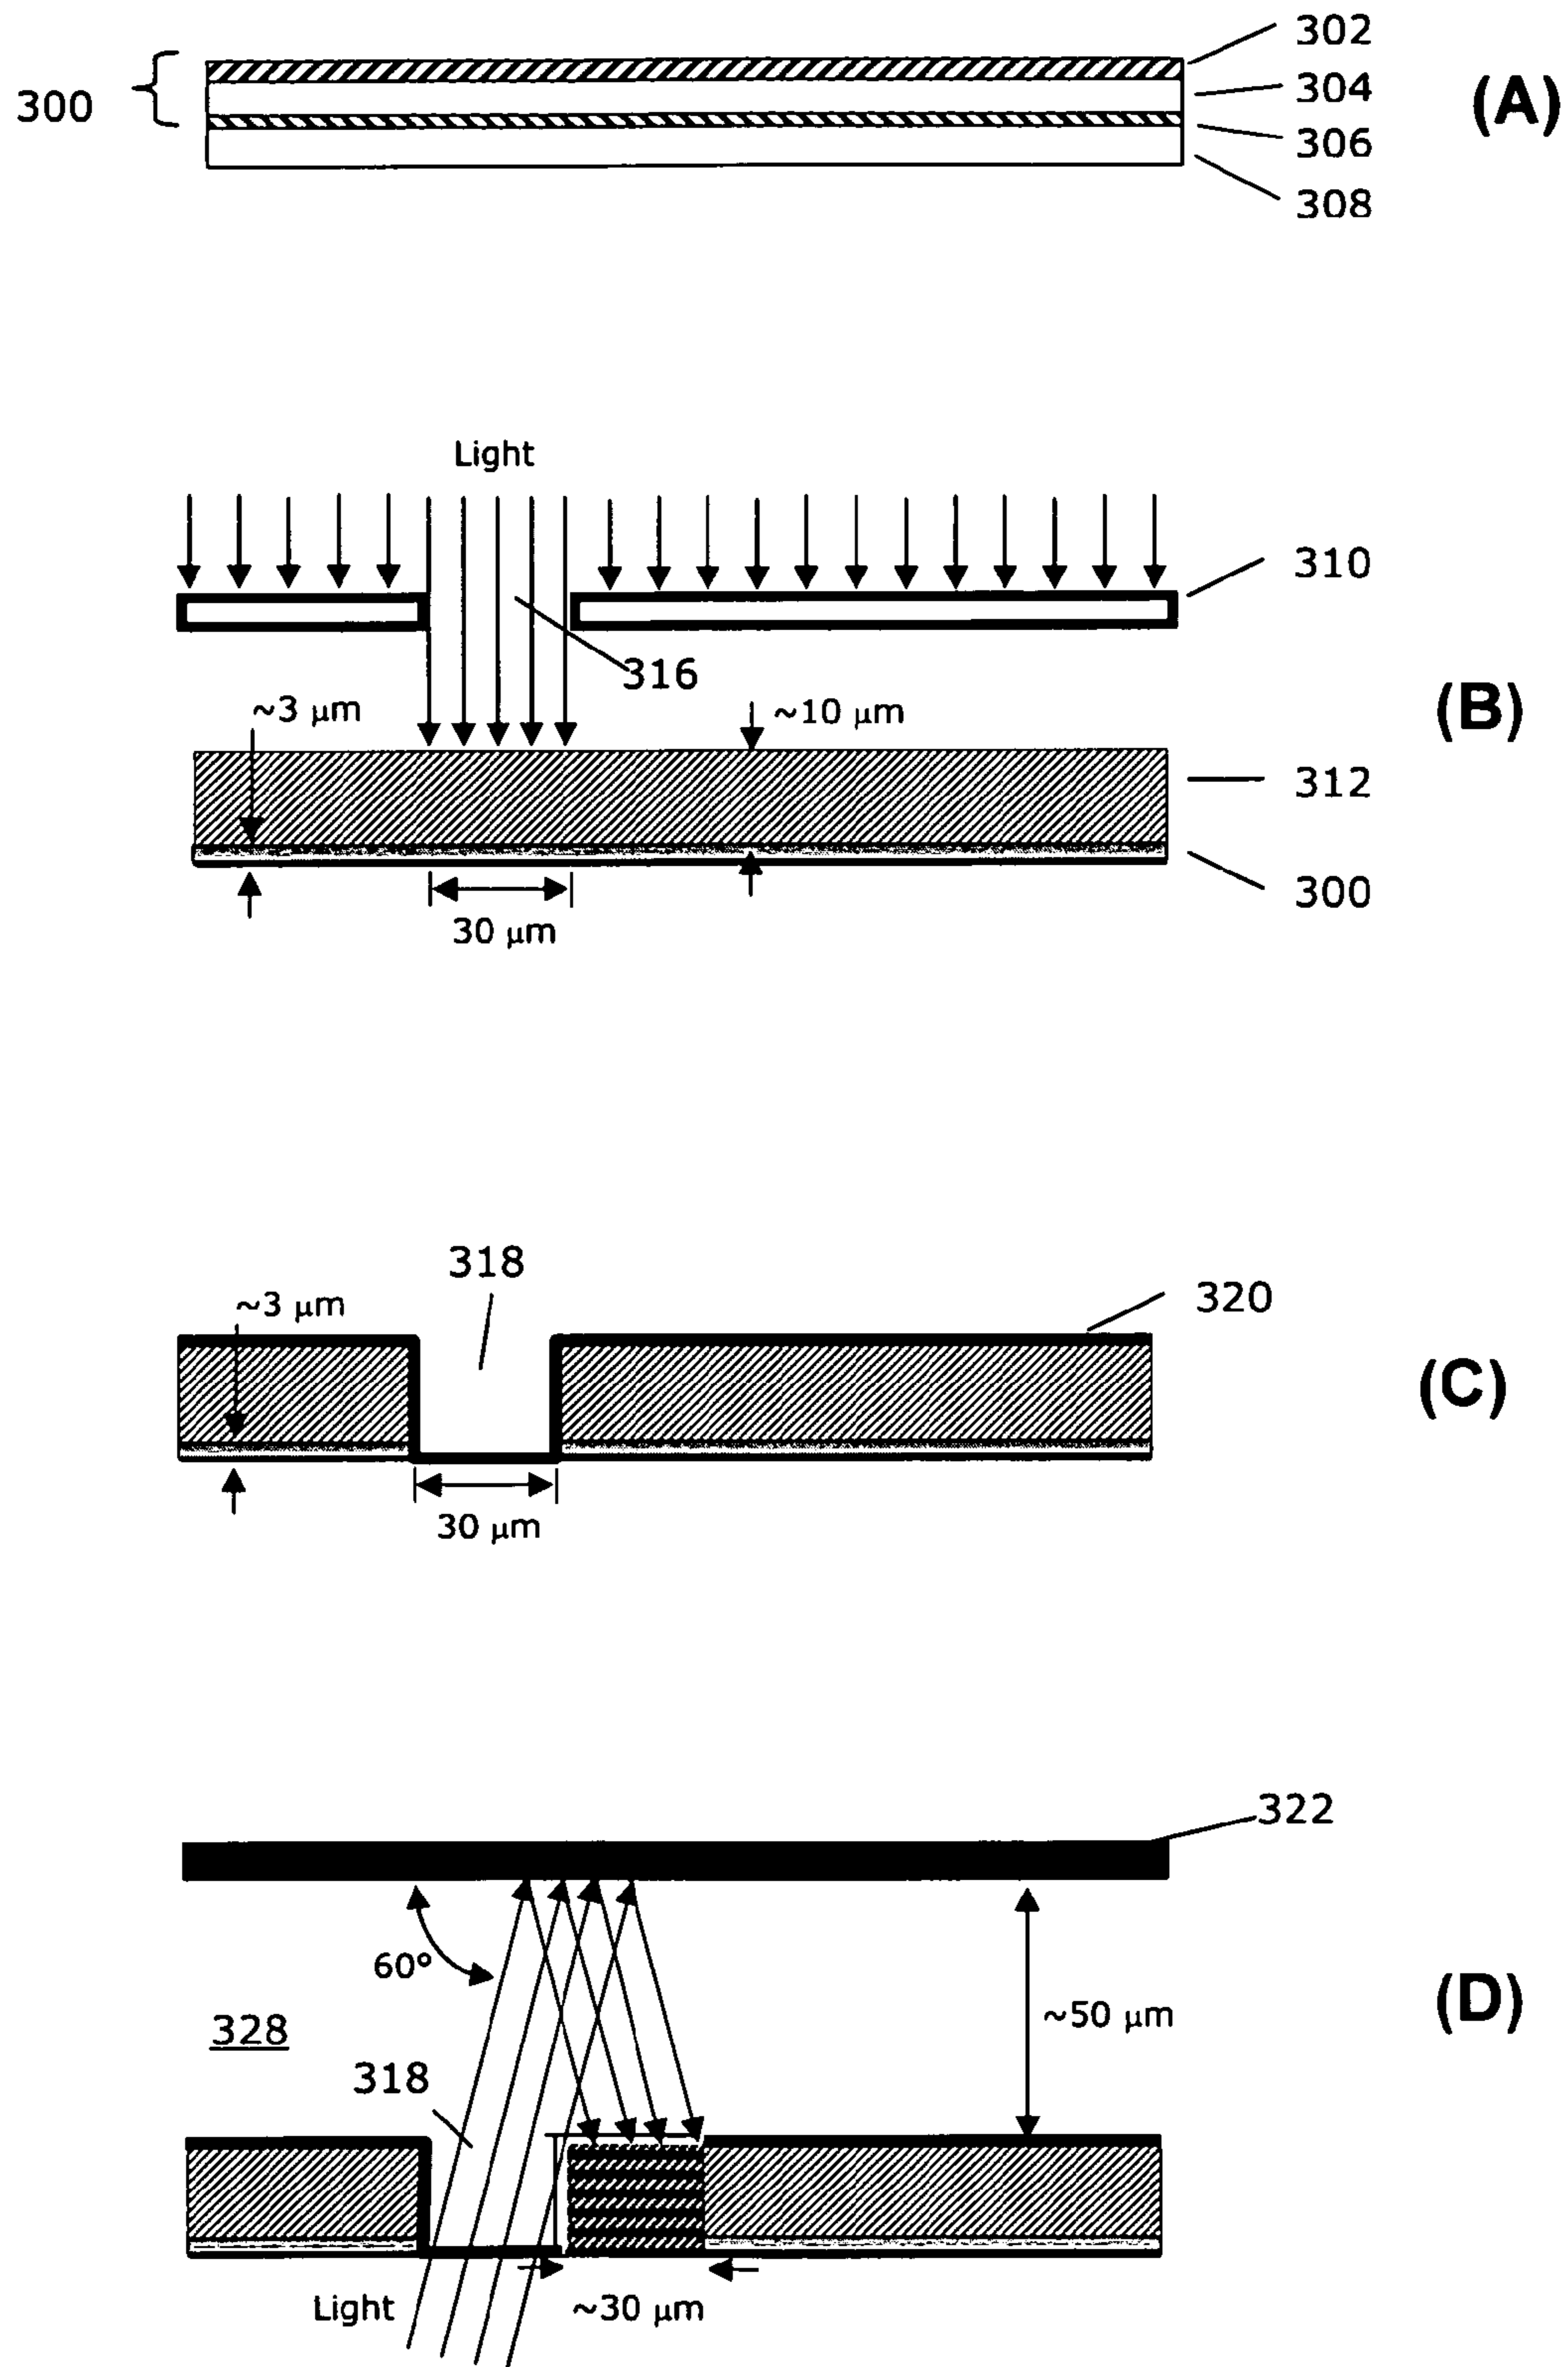 302
304
300
(A)
306
308
Light
310
316
~3 µm
~10 µm
(B)
312
300
30 µm
318
~3 µm
320
(C)
30 µm
322
60°
328
~50 µm
(D)
318
Light
~30 µm